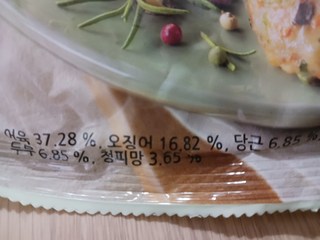 어육 37.28 %, 오징어 16.82 %, 당근 6.85 %,
두부 6.85 %, 청피망 3.65 %